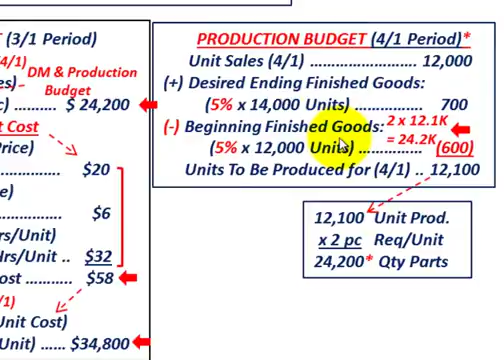 (3/1 Period)
4/1)
es)
DM & Production
Budget
c) .......... $ 24,200
t Cost
Price)
................. $20
e)
................. $6
rs/Unit)
Hrs/Unit .. $32
ost ........... $58
/1)
Unit Cost)
Unit) ...... $34,800
PRODUCTION BUDGET (4/1 Period)*
Unit Sales (4/1) .......................... 12,000
(+) Desired Ending Finished Goods:
(5% x 14,000 Units) ................. 700
(-) Beginning Finished Goods: 2 x 12.1K
= 24.2K
(5% x 12,000 Units) ................ (600)
Units To Be Produced for (4/1) .. 12,100
12,100 Unit Prod.
x 2 pc Req/Unit
24,200* Qty Parts